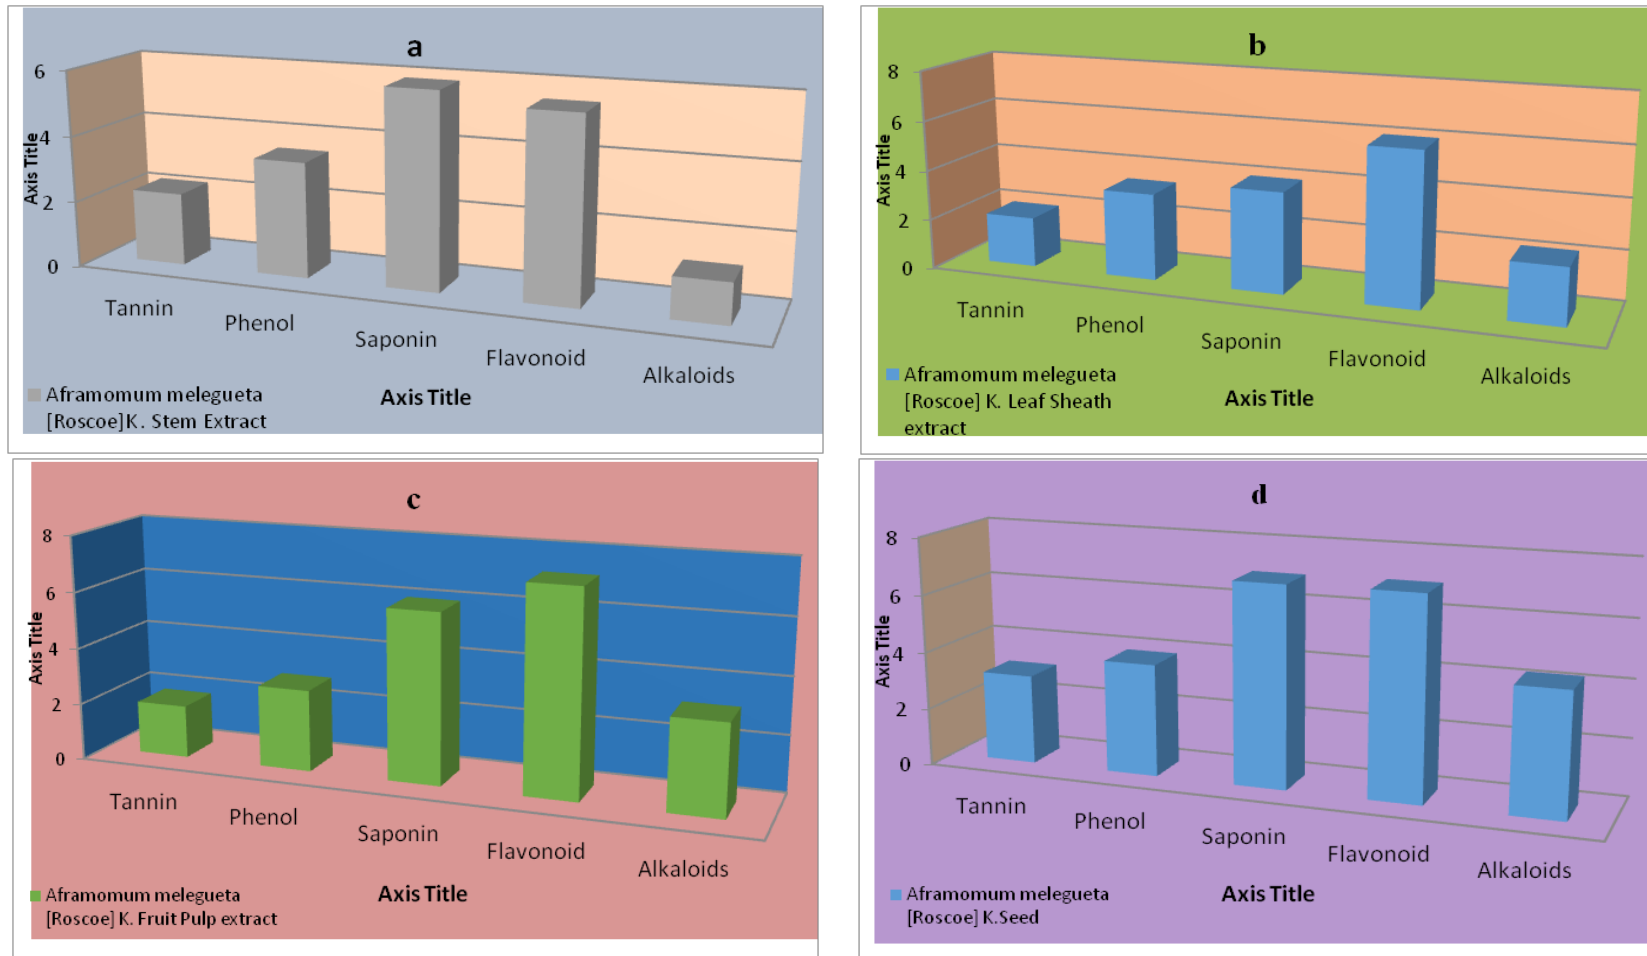 a
6
4
2
0
Axis Title
Tannin
Phenol
Saponin
Flavonoid
Alkaloids
Axis Title
Aframomum melegueta
[Roscoe]K. Stem Extract
b
8
6
4
2
0
Axis Title
Tannin
Phenol
Saponin
Flavonoid
Alkaloids
Axis Title
Aframomum melegueta
[Roscoe] K. Leaf Sheath
extract
c
8
6
4
2
0
Axis Title
Tannin
Phenol
Saponin
Flavonoid
Alkaloids
Axis Title
Aframomum melegueta
[Roscoe] K. Fruit Pulp extract
d
8
6
4
2
0
Axis Title
Tannin
Phenol
Saponin
Flavonoid
Alkaloids
Axis Title
Aframomum melegueta
[Roscoe] K.Seed